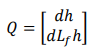 Q = [ dh
dL_f h ]